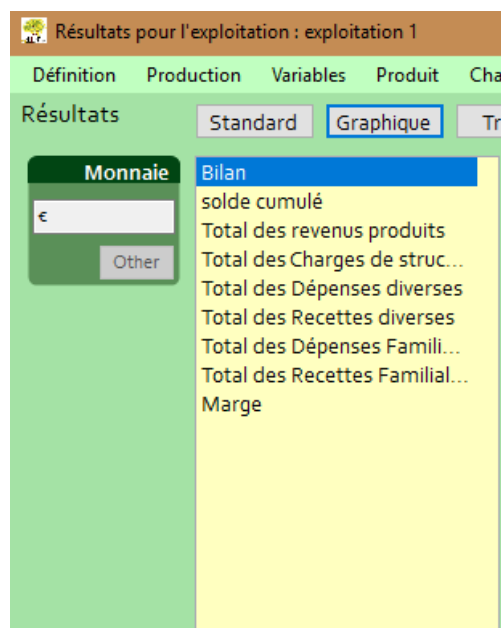 Résultats pour l'exploitation : exploitation 1
Définition Production Variables Produit Cha
Résultats
Standard Graphique Tr
Monnaie
€
Other
Bilan
solde cumulé
Total des revenus produits
Total des Charges de struc...
Total des Dépenses diverses
Total des Recettes diverses
Total des Dépenses Famili...
Total des Recettes Familial...
Marge